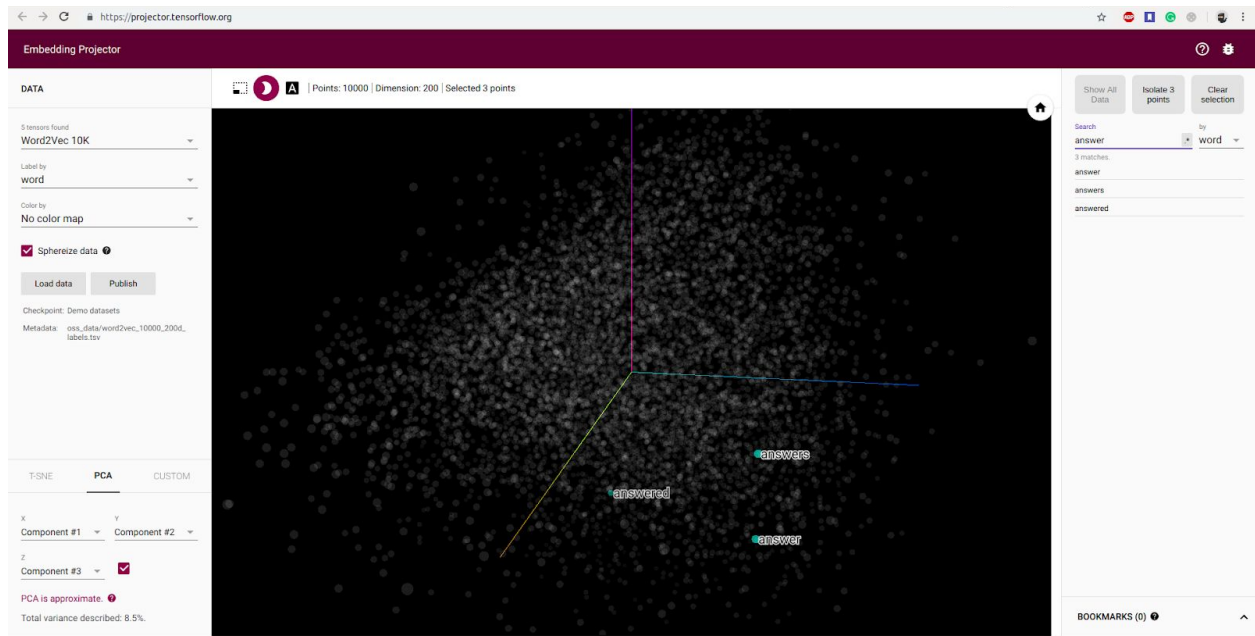 https://projector.tensorflow.org
Embedding Projector
DATA
5 tensors found
Word2Vec 10K
Label by
word
Color by
No color map
Sphereize data
Load data Publish
Checkpoint: Demo datasets
Metadata: oss_data/word2vec_10000_200d_
labels.tsv
T-SNE PCA CUSTOM
X Y
Component #1 Component #2
Z
Component #3
PCA is approximate.
Total variance described: 8.5%.
A Points: 10000 Dimension: 200 Selected 3 points
answers
answered
answer
Show All
Data
Isolate 3
points
Clear
selection
Search by
answer .* word
3 matches.
answer
answers
answered
BOOKMARKS (0)